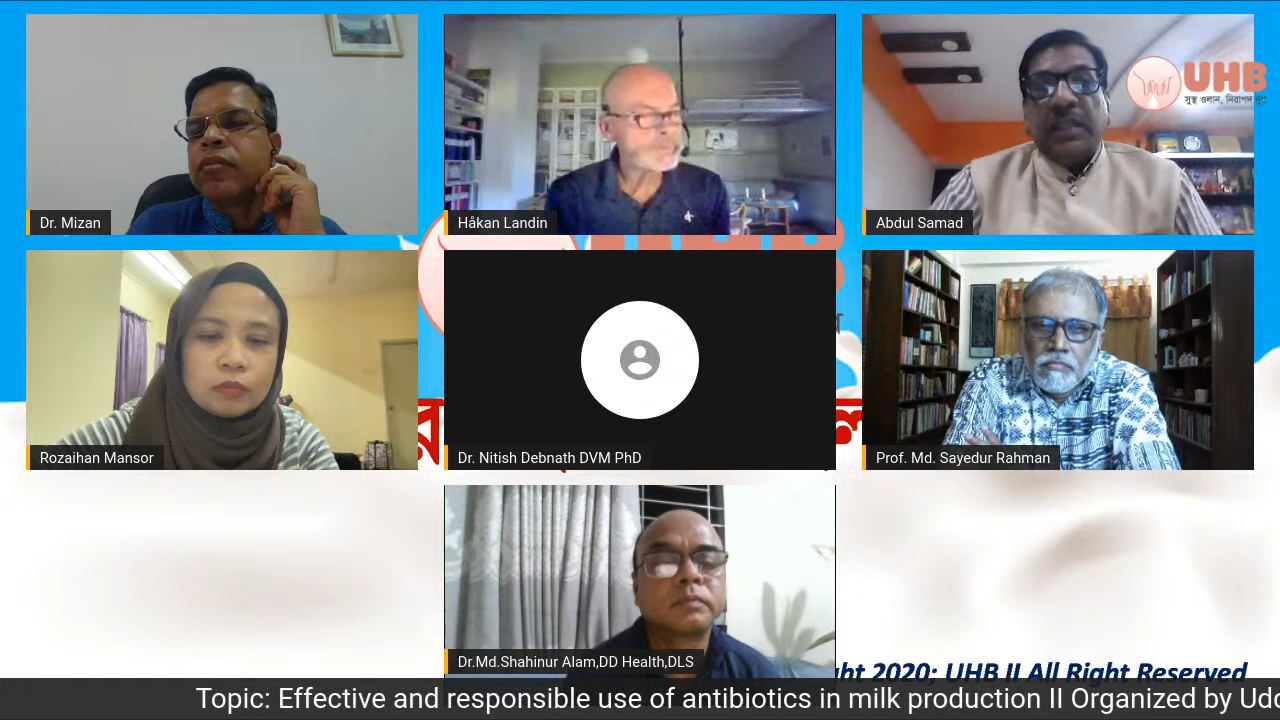 UHB
সুস্থ ওলান, নিরাপদ দুধ
Dr. Mizan
Håkan Landin
Abdul Samad
Rozaihan Mansor
Dr. Nitish Debnath DVM PhD
Prof. Md. Sayedur Rahman
Dr.Md.Shahinur Alam,DD Health,DLS
2020; UHB II All Right Reserved
Topic: Effective and responsible use of antibiotics in milk production II Organized by